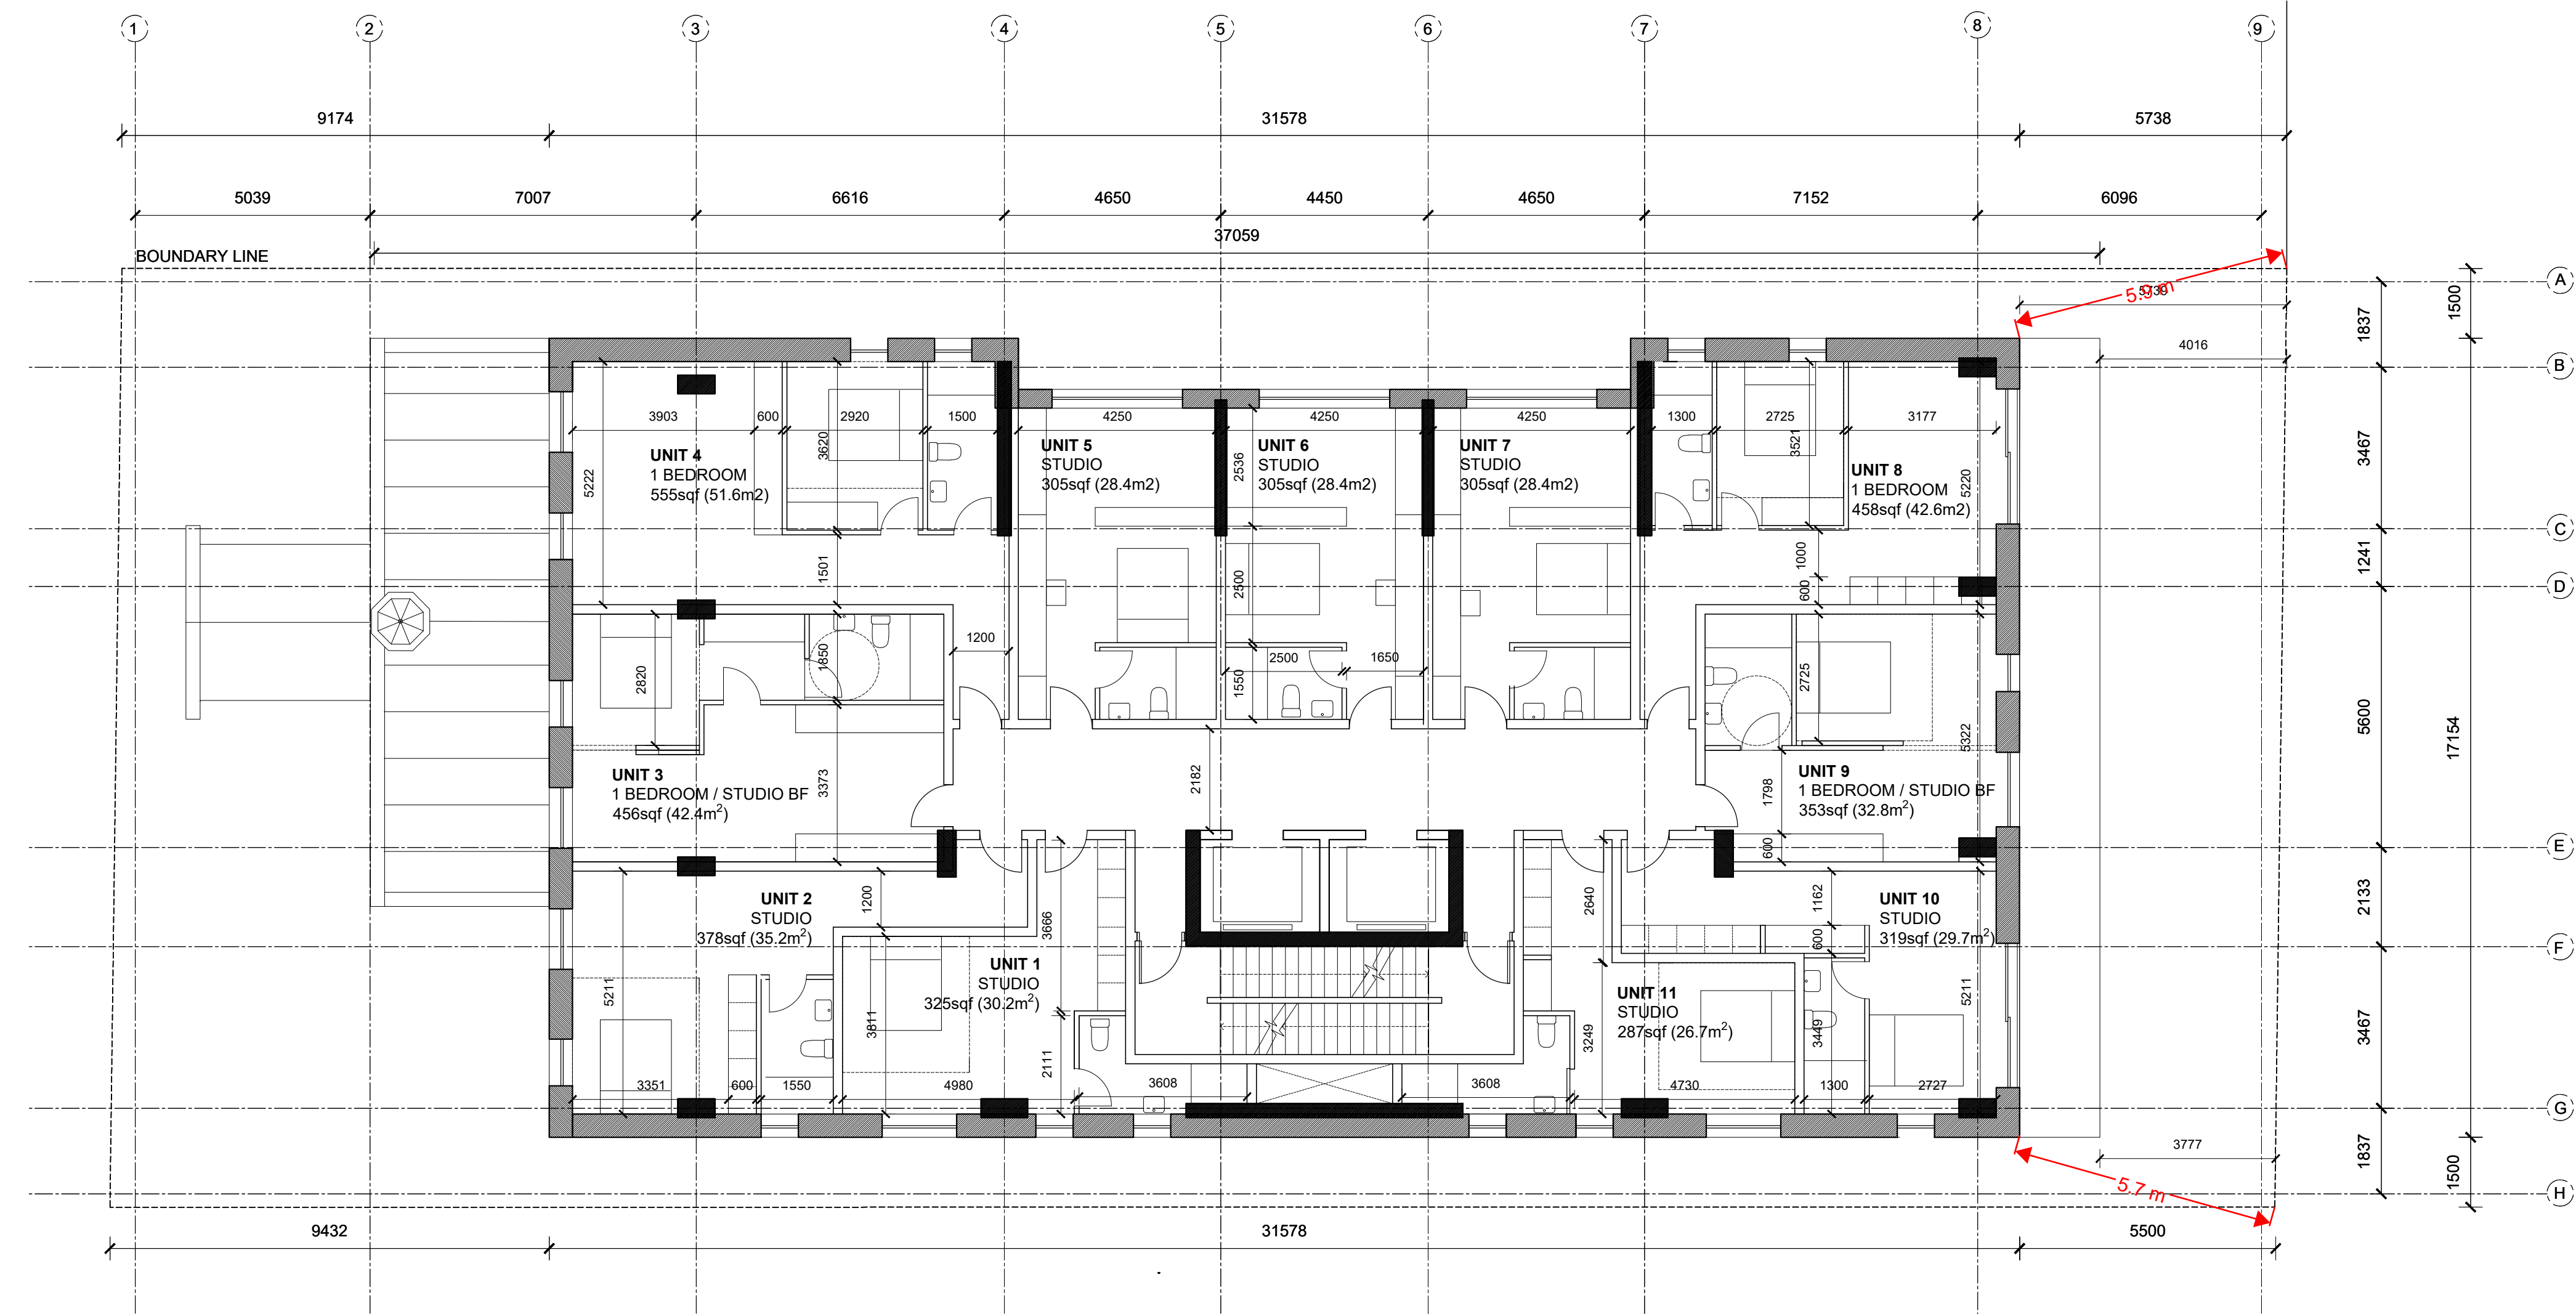 1 2 3 4 5 6 7 8 9
9174 31578 5738
5039 7007 6616 4650 4450 4650 7152 6096
37059
BOUNDARY LINE
A
5.9 m
1500
1837
4016
B
3903 600 2920 1500 4250 4250 4250 1300 2725 3177
3620
3521
3467
UNIT 4
1 BEDROOM
555sqf (51.6m2)
UNIT 5
STUDIO
305sqf (28.4m2)
UNIT 6
STUDIO
305sqf (28.4m2)
UNIT 7
STUDIO
305sqf (28.4m2)
UNIT 8
1 BEDROOM
458sqf (42.6m2)
5222
2536
5220
C
1501
2500
1000
600
1241
D
1200
1850
2820
2500 1650
1550
2725
5322
5600
17154
UNIT 3
1 BEDROOM / STUDIO BF
456sqf (42.4m²)
3373
2182
1798
UNIT 9
1 BEDROOM / STUDIO BF
353sqf (32.8m²)
600
E
UNIT 2
STUDIO
378sqf (35.2m²)
1200
3666
2640
1162
600
UNIT 10
STUDIO
319sqf (29.7m²)
2133
F
UNIT 1
STUDIO
325sqf (30.2m²)
UNIT 11
STUDIO
287sqf (26.7m²)
5211
3811
2111
3249
3449
5211
3467
3351 600 1550 4980 3608 3608 4730 1300 2727
G
3777
1837
1500
5.7 m
H
9432 31578 5500